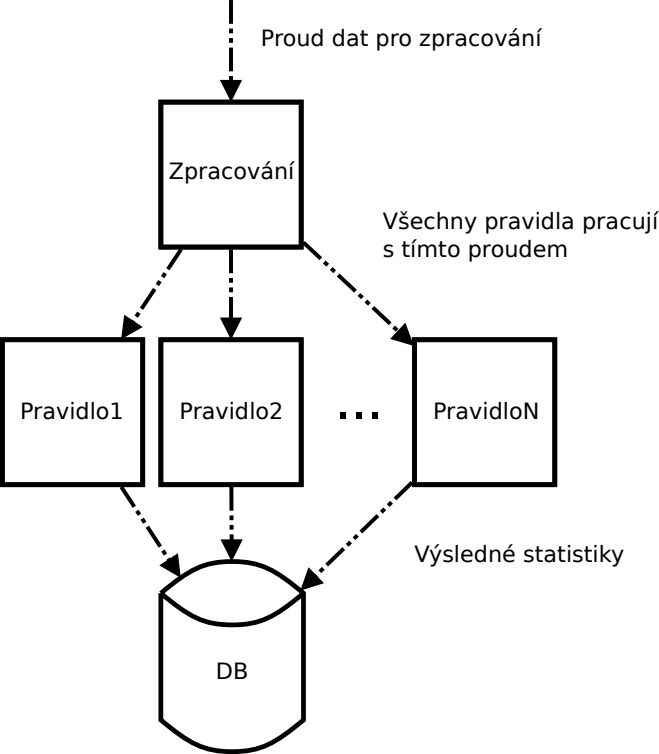 Proud dat pro zpracování
Zpracování
Všechny pravidla pracují
s tímto proudem
Pravidlo1
Pravidlo2
...
PravidloN
Výsledné statistiky
DB